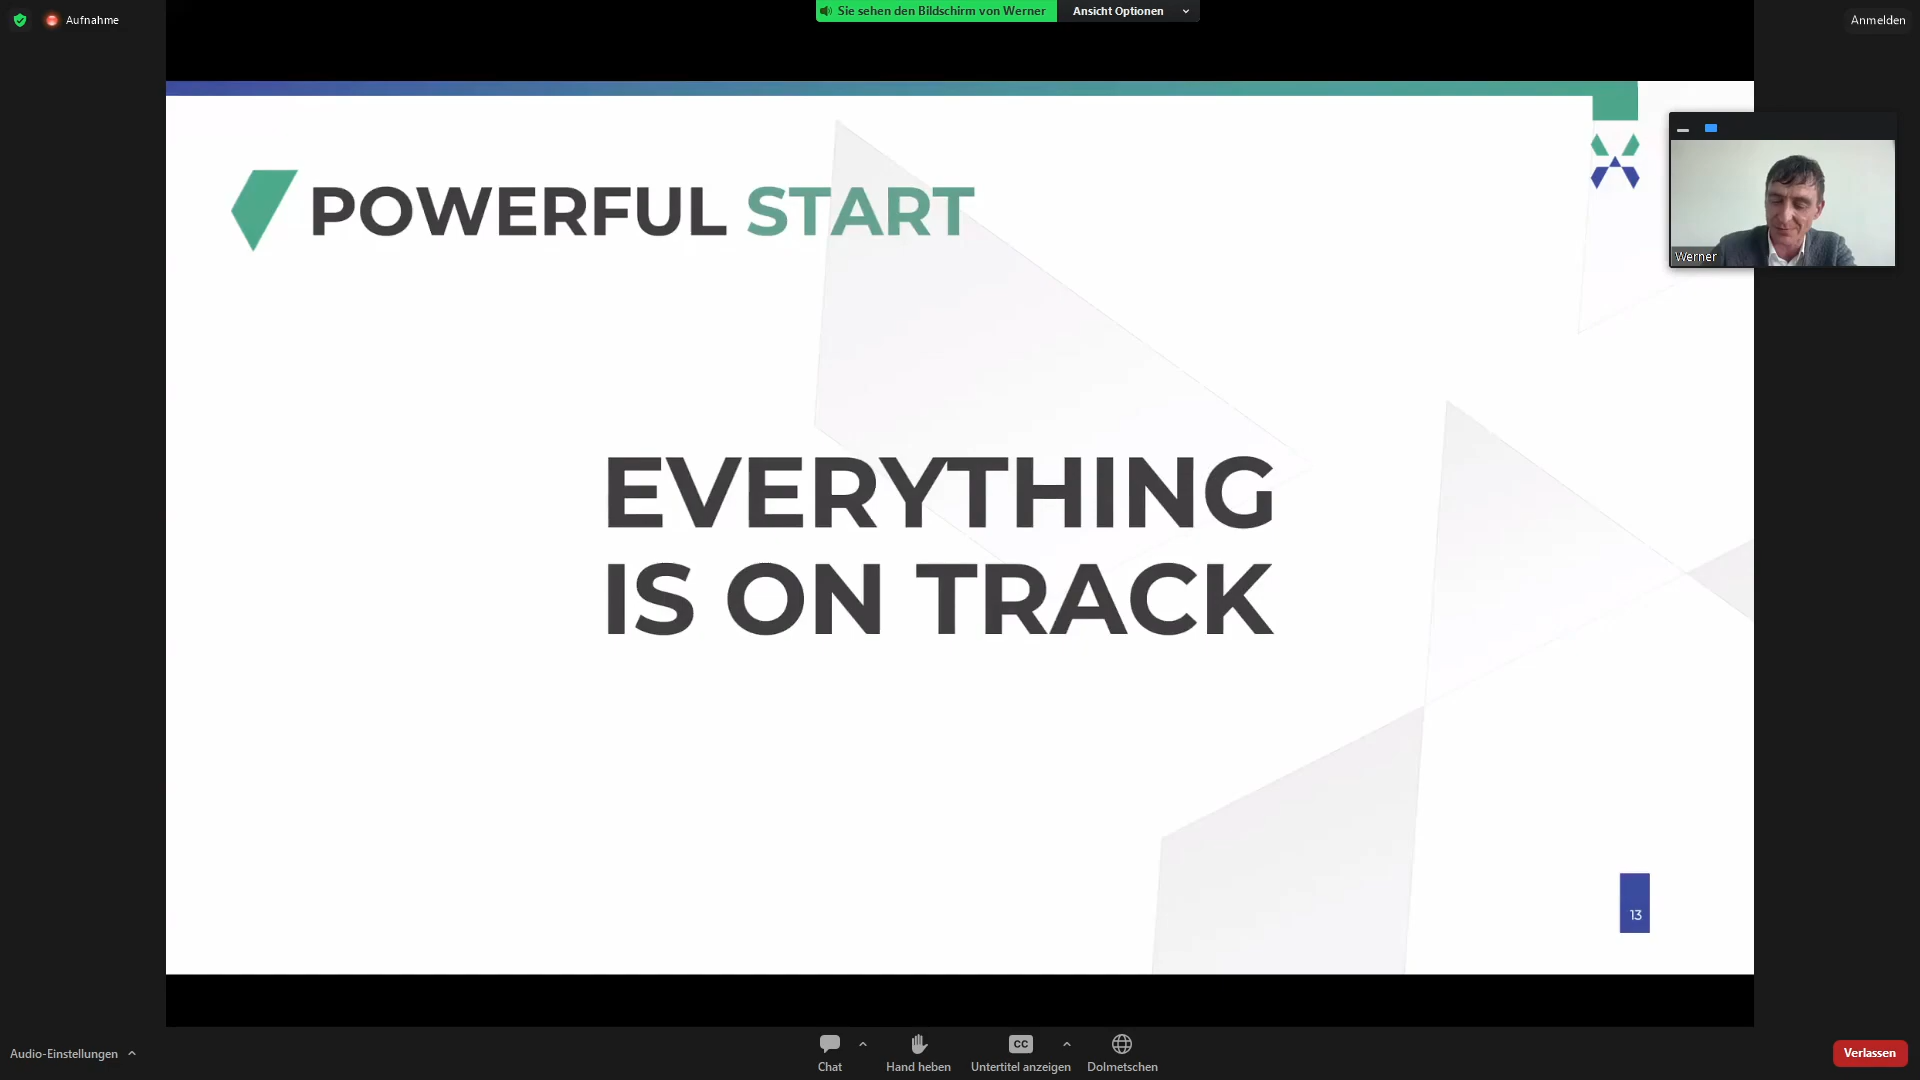 Aufnahme
Sie sehen den Bildschirm von Werner
Ansicht Optionen
Anmelden
POWERFUL START
Werner
EVERYTHING
IS ON TRACK
13
Audio-Einstellungen
CC
Chat
Hand heben
Untertitel anzeigen
Dolmetschen
Verlassen